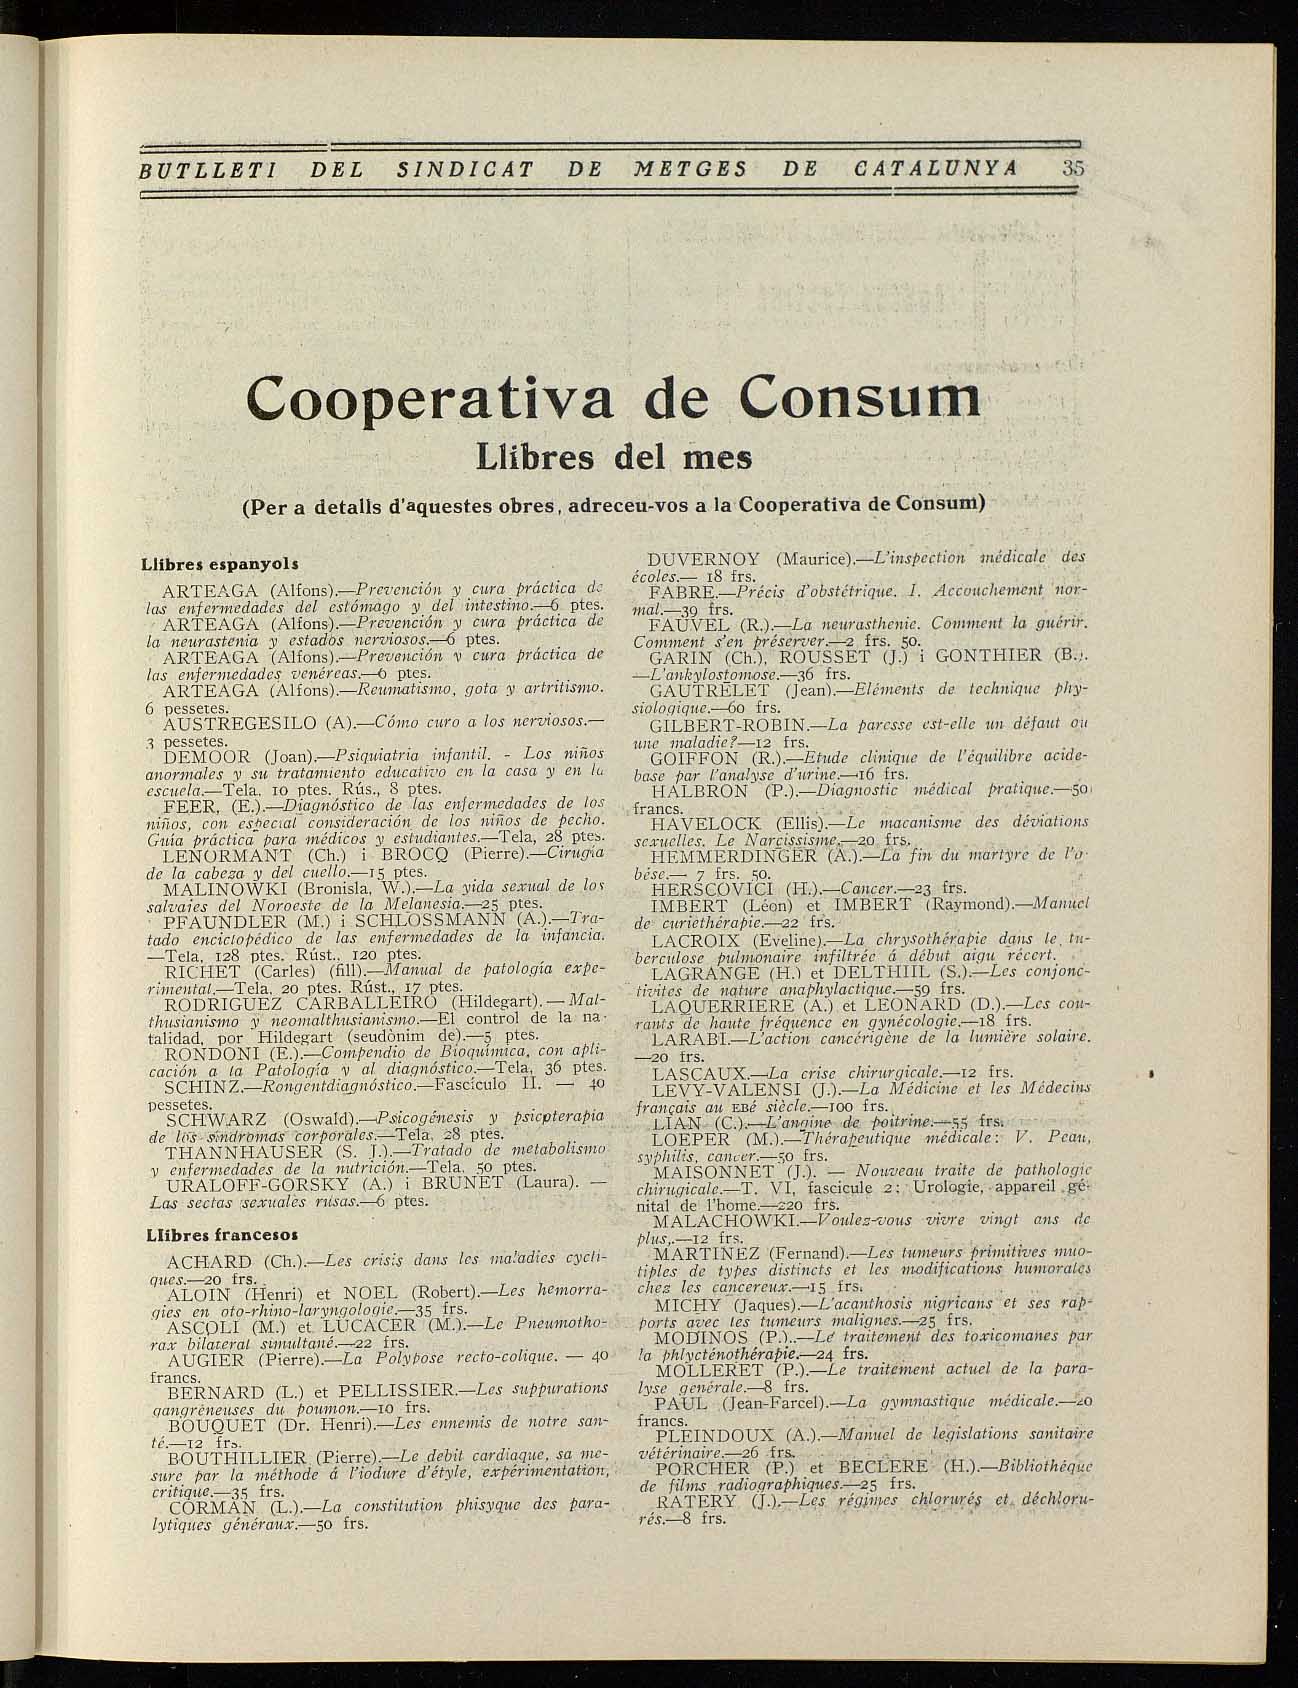 BUTLLETI DEL SINDICAT DE METGES DE CATALUNYA 35
Cooperativa de Consum
Llibres del mes
(Per a detalls d'aquestes obres, adreceu-vos a la Cooperativa de Consum)
Llibres espanyols
ARTEAGA (Alfons).—Prevención y cura práctica de
las enfermedades del estómago y del intestino.—6 ptes.
ARTEAGA (Alfons).—Prevención y cura práctica de
la neurastenia y estados nerviosos.—6 ptes.
ARTEAGA (Alfons).—Prevención y cura práctica de
las enfermedades venéreas.—6 ptes.
ARTEAGA (Alfons).—Reumatismo, gota y artritismo.
6 pessetes.
AUSTREGESILO (A).—Cómo curo a los nerviosos.—
3 pessetes.
DEMOOR (Joan).—Psiquiatria infantil. - Los niños
anormales y su tratamiento educativo en la casa y en la
escuela.—Tela, 10 ptes. Rús., 8 ptes.
FEER, (E.).—Diagnóstico de las enfermedades de los
niños, con especial consideración de los niños de pecho.
Guía práctica para médicos y estudiantes.—Tela, 28 ptes.
LENORMANT (Ch.) i BROCQ (Pierre).—Cirugía
de la cabeza y del cuello.—15 ptes.
MALINOWKI (Bronisla, W.).—La vida sexual de los
salvajes del Noroeste de la Melanesia.—25 ptes.
PFAUNDLER (M.) i SCHLOSSMANN (A.).—Tra-
tado enciclopédico de las enfermedades de la infancia.
—Tela, 128 ptes. Rúst., 120 ptes.
RICHET (Carles) (fill).—Manual de patología expe-
rimental.—Tela, 20 ptes. Rúst., 17 ptes.
RODRIGUEZ CARBALLEIRO (Hildegart).—Mal-
thusianismo y neomalthusianismo.—El control de la na-
talidad, por Hildegart (seudònim de).—5 ptes.
RONDONI (E.).—Compendio de Bioquímica, con apli-
cación a la Patología y al diagnóstico.—Tela, 36 ptes.
SCHINZ.—Rongentdiagnóstico.—Fascículo II. — 40
pessetes.
SCHWARZ (Oswald).—Psicogénesis y psicoterapia
de los síndromas corporales.—Tela, 28 ptes.
THANNHAUSER (S. J.).—Tratado de metabolismo
y enfermedades de la nutrición.—Tela, 50 ptes.
URALOFF-GORSKY (A.) i BRUNET (Laura). —
Las sectas sexuales rusas.—6 ptes.
Llibres francesos
ACHARD (Ch.).—Les crisis dans les maladies cycli-
ques.—20 frs.
ALOIN (Henri) et NOEL (Robert).—Les hemorra-
gies en oto-rhino-laryngologie.—35 frs.
ASCOLI (M.) et LUCACER (M.).—Le Pneumotho-
rax bilateral simultané.—22 frs.
AUGIER (Pierre).—La Polypose recto-colique. — 40
francs.
BERNARD (L.) et PELLISSIER.—Les suppurations
gangréneuses du poumon.—10 frs.
BOUQUET (Dr. Henri).—Les ennemis de notre san-
té.—12 frs.
BOUTHILLIER (Pierre).—Le debit cardiaque, sa me-
sure par la méthode á l'iodure d'étyle, expérimentation,
critique.—35 frs.
CORMAN (L.).—La constitution phisyque des para-
lytiques généraux.—50 frs.
DUVERNOY (Maurice).—L'inspection médicale des
écoles.— 18 frs.
FABRE.—Précis d'obstétrique. I. Accouchement nor-
mal.—39 frs.
FAUVEL (R.).—La neurasthenie. Comment la guérir.
Comment s'en préserver.—2 frs. 50.
GARIN (Ch.), ROUSSET (J.) i GONTHIER (B.).
—L'ankylostomose.—36 frs.
GAUTRELET (Jean).—Eléments de technique phy-
siologique.—60 frs.
GILBERT-ROBIN.—La paresse est-elle un défaut ou
une maladie?—12 frs.
GOIFFON (R.).—Etude clinique de l'équilibre acide-
base par l'analyse d'urine.—16 frs.
HALBRON (P.).—Diagnostic médical pratique.—50
francs.
HAVELOCK (Ellis).—Le macanisme des déviations
sexuelles. Le Narcissisme.—20 frs.
HEMMERDINGER (A.).—La fin du martyre de l'o-
bése.— 7 frs. 50.
HERSCOVICI (H.).—Cancer.—23 frs.
IMBERT (Léon) et IMBERT (Raymond).—Manuel
de curiethérapie.—22 frs.
LACROIX (Eveline).—La chrysothérapie dans le tu-
berculose pulmonaire infiltrée á début aigu récert.
LAGRANGE (H.) et DELTHIIL (S.).—Les conjonc-
tivites de nature anaphylactique.—59 frs.
LAQUERRIERE (A.) et LEONARD (D.).—Les cou-
rants de haute fréquence en gynécologie.—18 frs.
LARABI.—L'action cancérigène de la lumière solaire.
—20 frs.
LASCAUX.—La crise chirurgicale.—12 frs.
LEVY-VALENSI (J.).—La Médicine et les Médecins
français au EBé siècle.—100 frs.
LIAN (C.).—L'angine de poitrine.—55 frs.
LOEPER (M.).—Thérapeutique médicale: V. Peau,
syphilis, cancer.—50 frs.
MAISONNET (J.). — Nouveau traite de pathologie
chirugicale.—T. VI, fascicule 2: Urologie, appareil gé-
nital de l'home.—220 frs.
MALACHOWKI.—Voulez-vous vivre vingt ans de
plus,.—12 frs.
MARTINEZ (Fernand).—Les tumeurs primitives muo-
tiples de types distincts et les modifications humorales
chez les cancereux.—15 frs.
MICHY (Jaques).—L'acanthosis nigricans et ses rap-
ports avec les tumeurs malignes.—25 frs.
MODINOS (P.)..—Le traitement des toxicomanes par
la phlycténothérapie.—24 frs.
MOLLERET (P.).—Le traitement actuel de la para-
lyse generale.—8 frs.
PAUL (Jean-Farcel).—La gymnastique médicale.—20
francs.
PLEINDOUX (A.).—Manuel de legislations sanitaire
vétérinaire.—26 frs.
PORCHER (P.) et BECLERE (H.).—Bibliothéque
de films radiographiques.—25 frs.
RATERY (J.).—Les régimes chlorurés et déchloru-
rés.—8 frs.